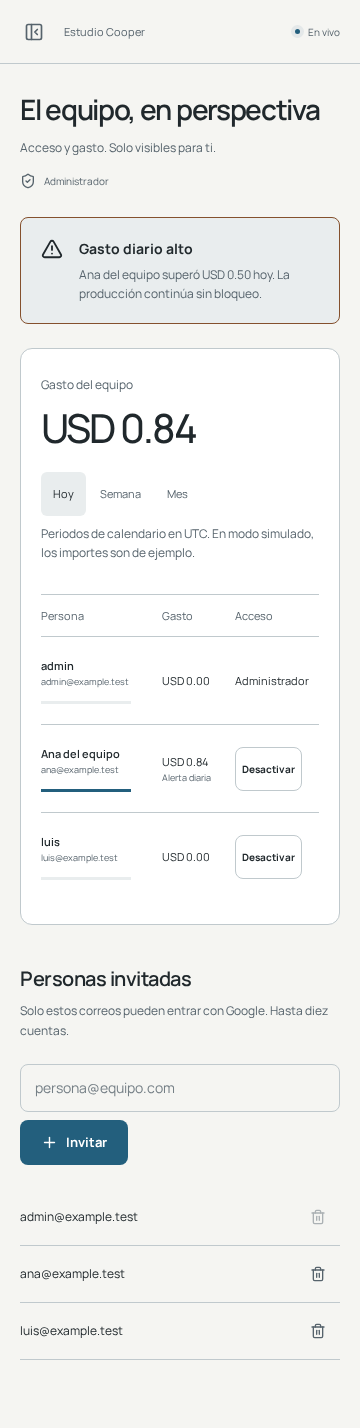 Estudio Cooper
En vivo
El equipo, en perspectiva
Acceso y gasto. Solo visibles para ti.
Administrador
Gasto diario alto
Ana del equipo superó USD 0.50 hoy. La
producción continúa sin bloqueo.
Gasto del equipo
USD 0.84
Hoy
Semana
Mes
Periodos de calendario en UTC. En modo simulado,
los importes son de ejemplo.
Persona
Gasto
Acceso
admin
admin@example.test
USD 0.00
Administrador
Ana del equipo
ana@example.test
USD 0.84
Alerta diaria
Desactivar
luis
luis@example.test
USD 0.00
Desactivar
Personas invitadas
Solo estos correos pueden entrar con Google. Hasta diez
cuentas.
persona@equipo.com
Invitar
admin@example.test
ana@example.test
luis@example.test